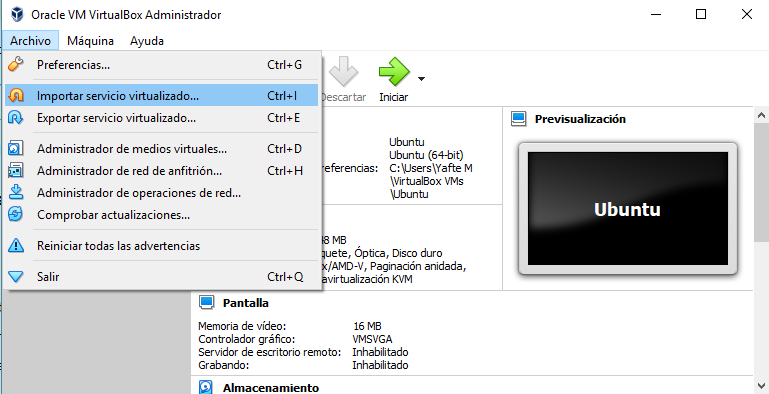 Oracle VM VirtualBox Administrador
Archivo Máquina Ayuda
Preferencias... Ctrl+G
Importar servicio virtualizado... Ctrl+I
Exportar servicio virtualizado... Ctrl+E
Administrador de medios virtuales... Ctrl+D
Administrador de red de anfitrión... Ctrl+H
Administrador de operaciones de red...
Comprobar actualizaciones...
Reiniciar todas las advertencias
Salir Ctrl+Q
Descartar Iniciar
Ubuntu
Ubuntu (64-bit)
referencias: C:\Users\Yafte M
\VirtualBox VMs
\Ubuntu
48 MB
quete, Óptica, Disco duro
x/AMD-V, Paginación anidada,
avirtualización KVM
Previsualización
Ubuntu
Pantalla
Memoria de vídeo: 16 MB
Controlador gráfico: VMSVGA
Servidor de escritorio remoto: Inhabilitado
Grabando: Inhabilitado
Almacenamiento